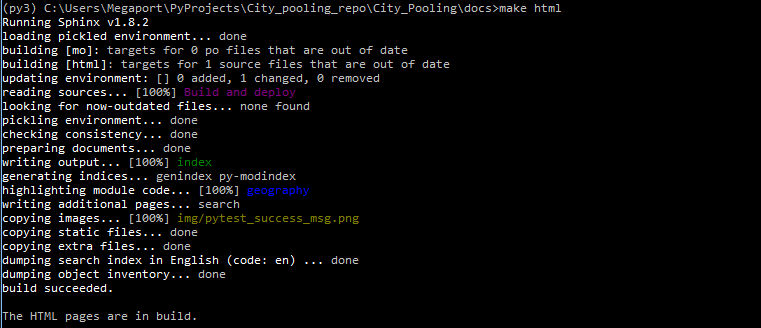 (py3) C:\Users\Megaport\PyProjects\City_pooling_repo\City_Pooling\docs>make html
Running Sphinx v1.8.2
loading pickled environment... done
building [mo]: targets for 0 po files that are out of date
building [html]: targets for 1 source files that are out of date
updating environment: [] 0 added, 1 changed, 0 removed
reading sources... [100%] Build and deploy
looking for now-outdated files... none found
pickling environment... done
checking consistency... done
preparing documents... done
writing output... [100%] index
generating indices... genindex py-modindex
highlighting module code... [100%] geography
writing additional pages... search
copying images... [100%] img/pytest_success_msg.png
copying static files... done
copying extra files... done
dumping search index in English (code: en) ... done
dumping object inventory... done
build succeeded.
The HTML pages are in build.